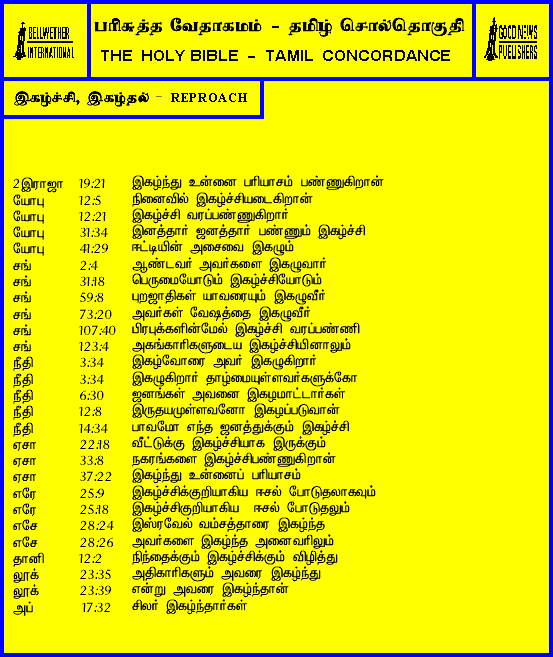 BELLWETHER
INTERNATIONAL
பரிசுத்த வேதாகமம் - தமிழ் சொல்தொகுதி
THE HOLY BIBLE - TAMIL CONCORDANCE
GOOD NEWS
PUBLISHERS
இகழ்ச்சி, இகழ்தல் - REPROACH
2இராஜா 19:21 இகழ்ந்து உன்னை பரியாசம் பண்ணுகிறான்
யோபு 12:5 நினைவில் இகழ்ச்சியடைகிறான்
யோபு 12:21 இகழ்ச்சி வரப்பண்ணுகிறார்
யோபு 31:34 இனத்தார் ஜனத்தார் பண்ணும் இகழ்ச்சி
யோபு 41:29 ஈட்டியின் அசைவை இகழும்
சங் 2:4 ஆண்டவர் அவர்களை இகழுவார்
சங் 31:18 பெருமையோடும் இகழ்ச்சியோடும்
சங் 59:8 புறஜாதிகள் யாவரையும் இகழுவீர்
சங் 73:20 அவர்கள் வேஷத்தை இகழுவீர்
சங் 107:40 பிரபுக்களின்மேல் இகழ்ச்சி வரப்பண்ணி
சங் 123:4 அகங்காரிகளுடைய இகழ்ச்சியினாலும்
நீதி 3:34 இகழ்வோரை அவர் இகழுகிறார்
நீதி 3:34 இகழுகிறார் தாழ்மையுள்ளவர்களுக்கோ
நீதி 6:30 ஜனங்கள் அவனை இகழமாட்டார்கள்
நீதி 12:8 இருதயமுள்ளவனோ இகழப்படுவான்
நீதி 14:34 பாவமோ எந்த ஜனத்துக்கும் இகழ்ச்சி
ஏசா 22:18 வீட்டுக்கு இகழ்ச்சியாக இருக்கும்
ஏசா 33:8 நகரங்களை இகழ்ச்சிபண்ணுகிறான்
ஏசா 37:22 இகழ்ந்து உன்னைப் பரியாசம்
எரே 25:9 இகழ்ச்சிக்குறியாகிய ஈசல் போடுதலாகவும்
எரே 25:18 இகழ்ச்சிகுறியாகிய ஈசல் போடுதலும்
எசே 28:24 இஸ்ரவேல் வம்சத்தாரை இகழ்ந்த
எசே 28:26 அவர்களை இகழ்ந்த அனைவரிலும்
தானி 12:2 நிந்தைக்கும் இகழ்ச்சிக்கும் விழித்து
லூக் 23:35 அதிகாரிகளும் அவரை இகழ்ந்து
லூக் 23:39 என்று அவரை இகழ்ந்தான்
அப் 17:32 சிலர் இகழ்ந்தார்கள்